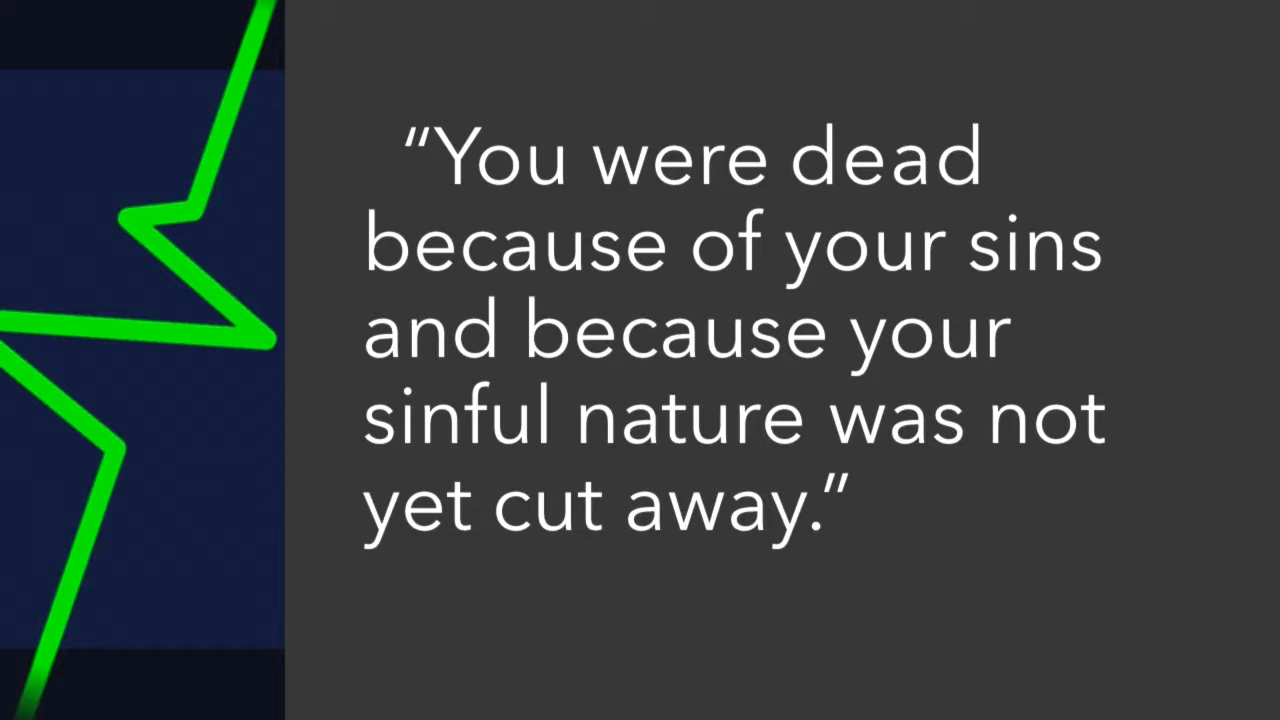 “You were dead
because of your sins
and because your
sinful nature was not
yet cut away.”